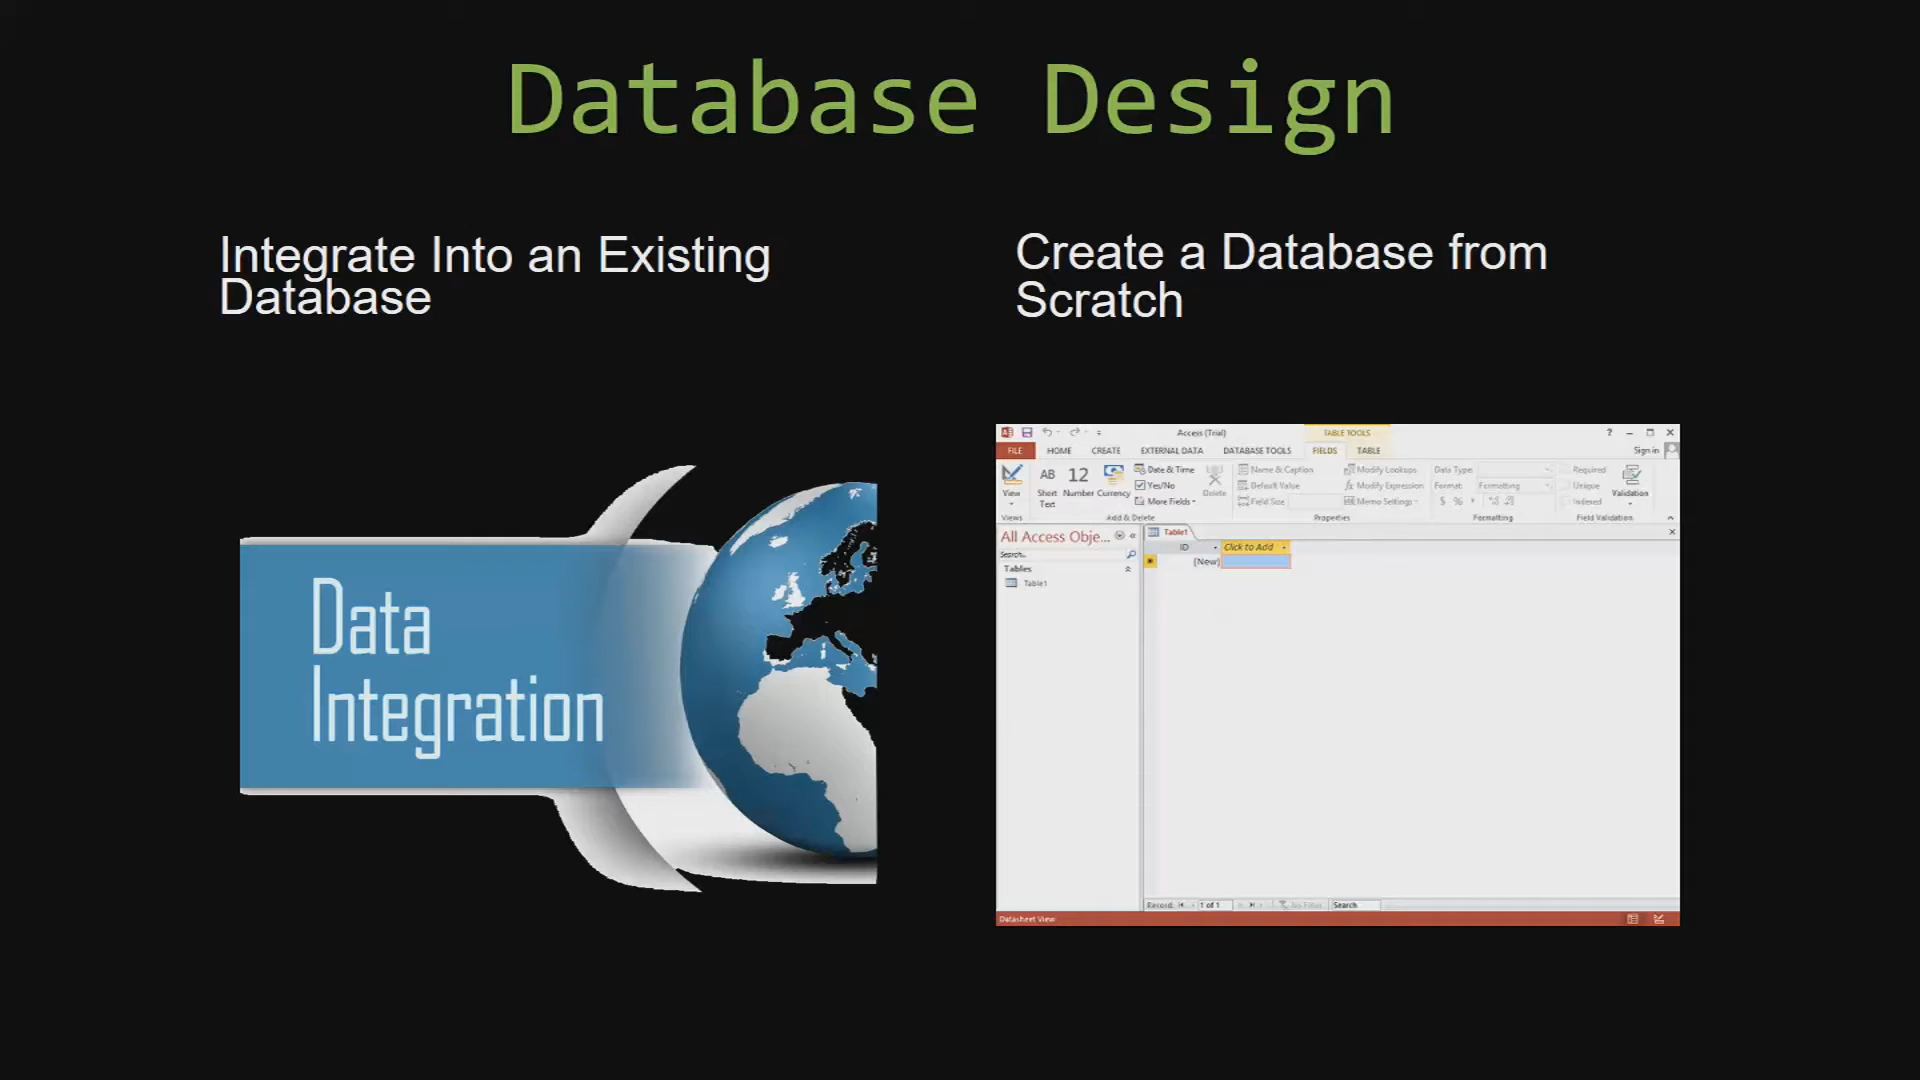 Database Design
Integrate Into an Existing
Database
Create a Database from
Scratch
Data
Integration
Access (Trial)
TABLE TOOLS
?
FILE
HOME
CREATE
EXTERNAL DATA
DATABASE TOOLS
FIELDS
TABLE
Sign in
View
AB
Short
Text
12
Number
Currency
Date & Time
Yes/No
More Fields
Delete
Name & Caption
Default Value
Field Size
Modify Lookups
Modify Expression
Memo Settings
Data Type:
Format: Formatting
$ %
Required
Unique
Indexed
Validation
Views
Add & Delete
Properties
Formatting
Field Validation
All Access Obje...
Search...
Tables
Table1
Table1
ID
Click to Add
(New)
Record:
1 of 1
No Filter
Search
Datasheet View